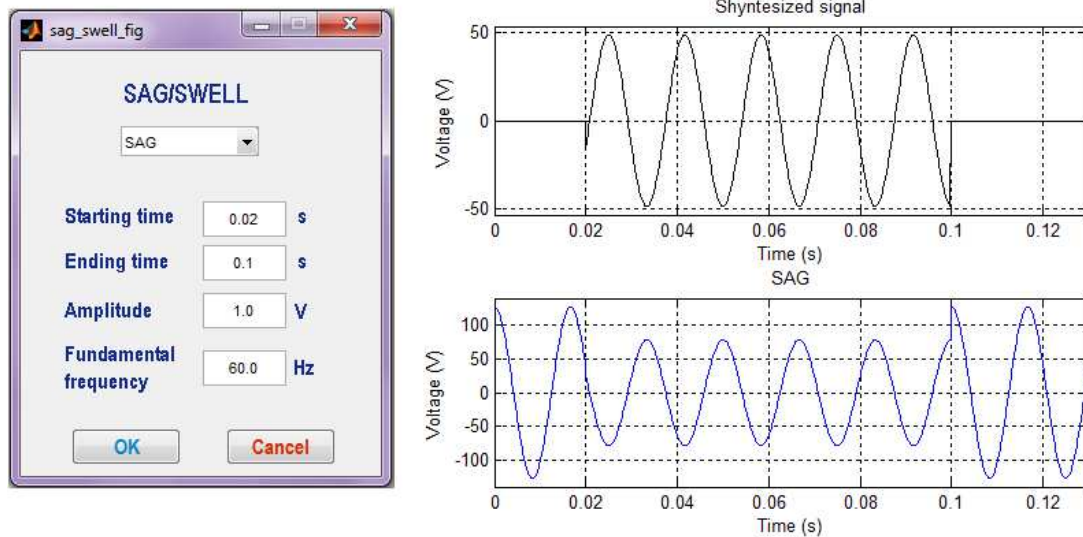 sag_swell_fig
SAG/SWELL
SAG
Starting time 0.02 s
Ending time 0.1 s
Amplitude 1.0 V
Fundamental
frequency 60.0 Hz
OK Cancel
Shyntesized signal
Voltage (V)
50
0
-50
0 0.02 0.04 0.06 0.08 0.1 0.12
Time (s)
SAG
Voltage (V)
100
50
0
-50
-100
0 0.02 0.04 0.06 0.08 0.1 0.12
Time (s)